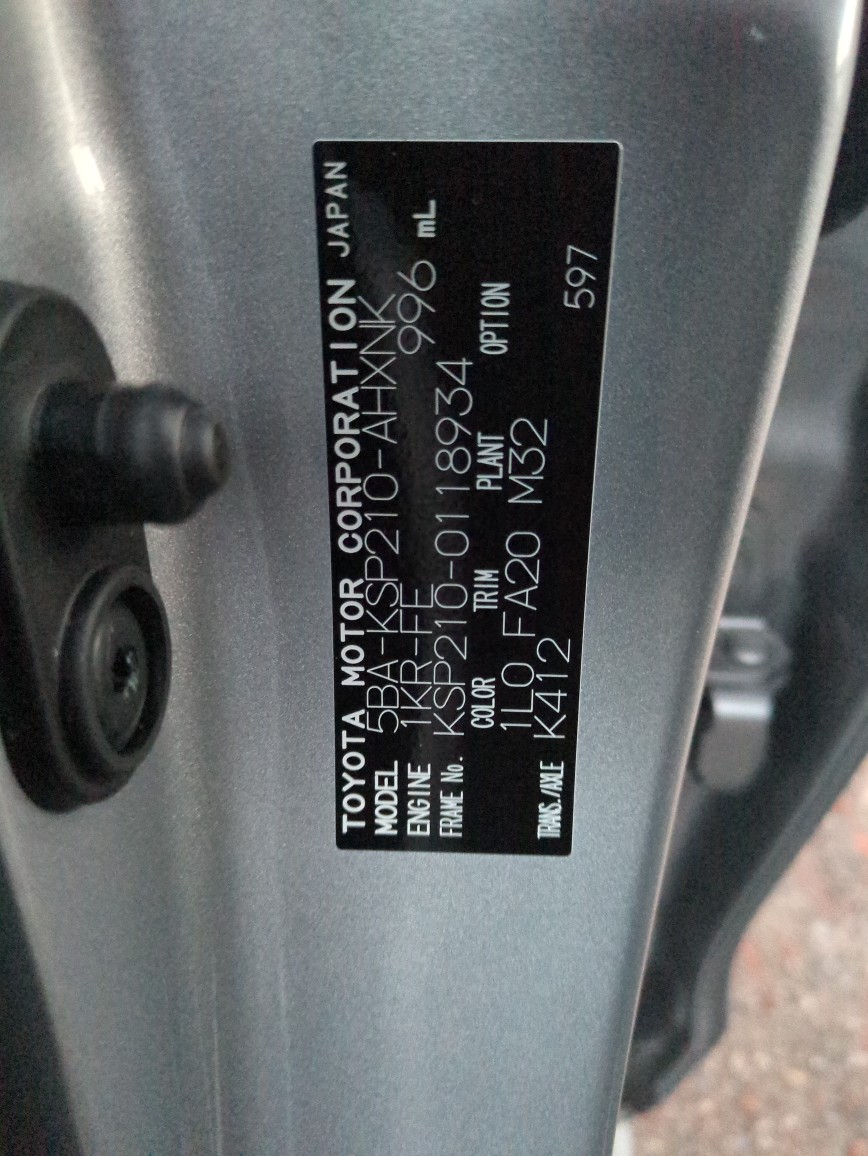 TOYOTA MOTOR CORPORATION JAPAN
MODEL 5BA-KSP210-AHXNK
ENGINE 1KR-FE 996 mL
FRAME No. KSP210-0118934
COLOR TRIM PLANT OPTION
1L0 FA20 M32
TRANS./AXLE K412 597